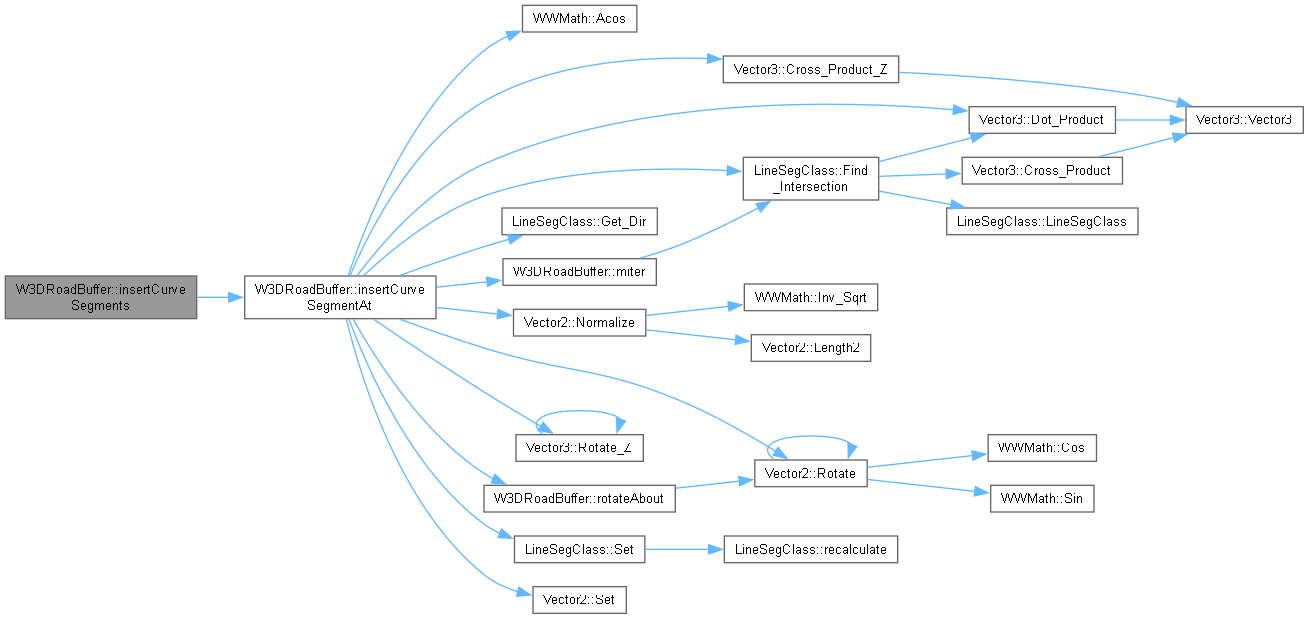 WWMath::Acos
Vector3::Cross_Product_Z
Vector3::Dot_Product
Vector3::Vector3
LineSegClass::Find
_Intersection
Vector3::Cross_Product
LineSegClass::Get_Dir
LineSegClass::LineSegClass
W3DRoadBuffer::miter
W3DRoadBuffer::insertCurve
Segments
W3DRoadBuffer::insertCurve
SegmentAt
WWMath::Inv_Sqrt
Vector2::Normalize
Vector2::Length2
Vector3::Rotate_Z
WWMath::Cos
Vector2::Rotate
W3DRoadBuffer::rotateAbout
WWMath::Sin
LineSegClass::Set
LineSegClass::recalculate
Vector2::Set